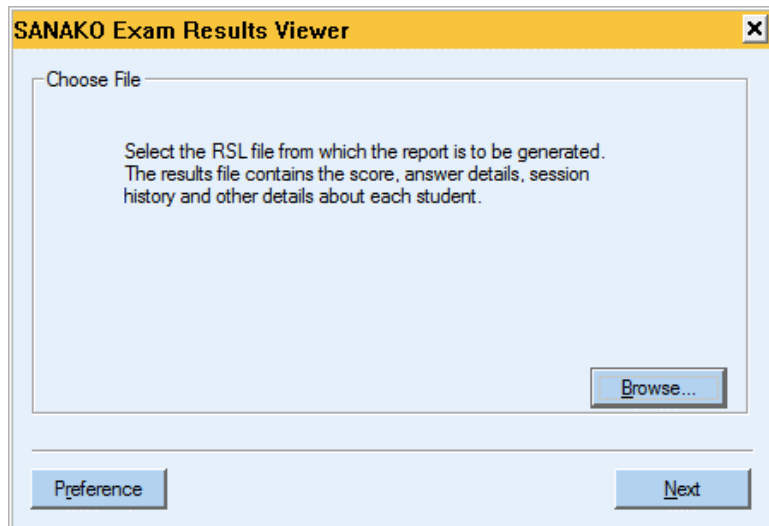 SANAKO Exam Results Viewer
Choose File
Select the RSL file from which the report is to be generated.
The results file contains the score, answer details, session
history and other details about each student.
Browse...
Preference
Next